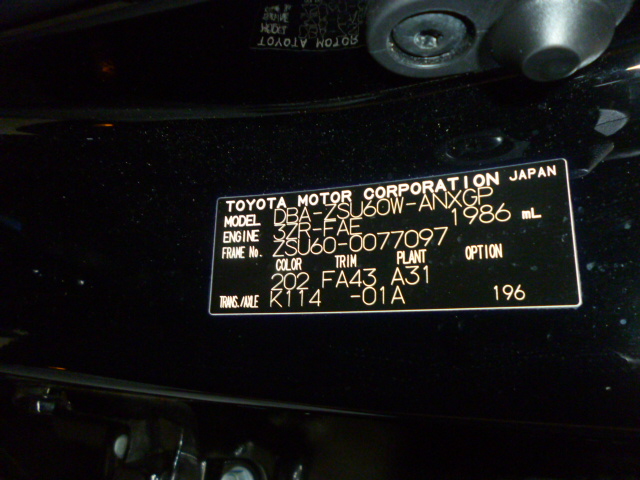 TOYOTA MOTOR CORPORATION JAPAN
MODEL DBA-ZSU60W-ANXGP
ENGINE 3ZR-FAE 1986 mL
FRAME No. ZSU60-0077097
COLOR TRIM PLANT OPTION
202 FA43 A31
TRANS./AXLE K114 -01A 196